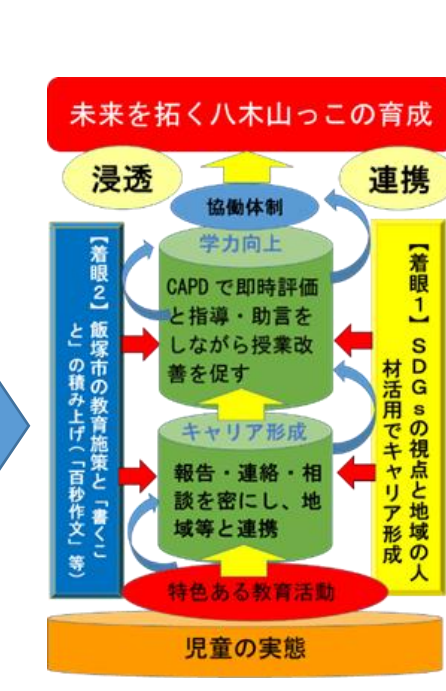 未来を拓く八木山っこの育成
浸透
連携
協働体制
学力向上
CAPDで即時評価
と指導・助言を
しながら授業改
善を促す
キャリア形成
報告・連絡・相
談を密にし、地
域等と連携
特色ある教育活動
児童の実態
【着眼1】SDGsの視点と地域の人
材活用でキャリア形成
【着眼2】飯塚市の教育施策と「書くこ
と」の積み上げ(「百秒作文」等)